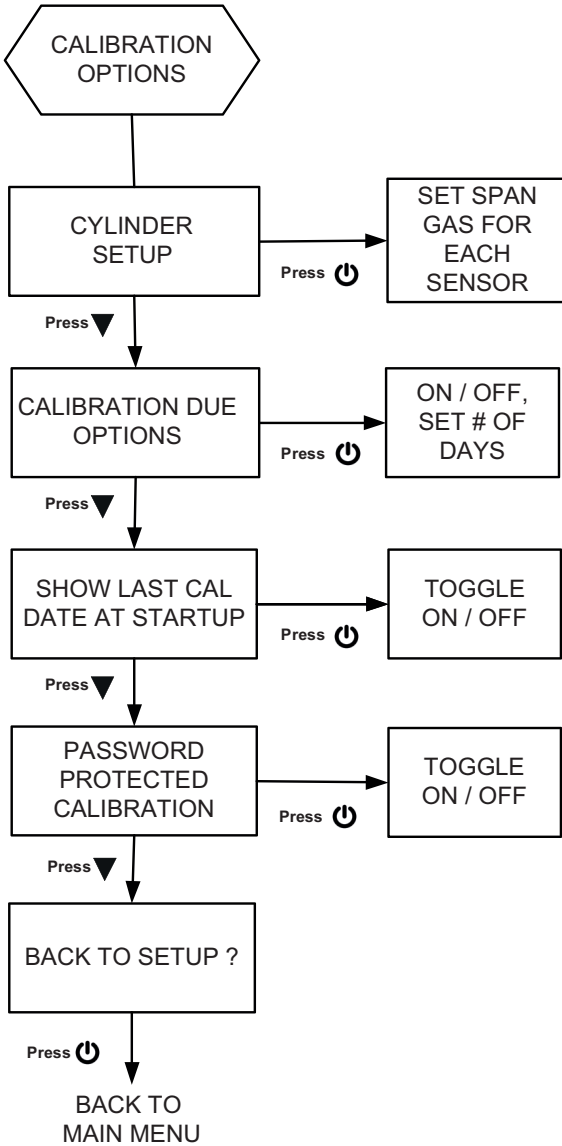 CALIBRATION
OPTIONS
CYLINDER
SETUP
Press
SET SPAN
GAS FOR
EACH
SENSOR
Press
CALIBRATION DUE
OPTIONS
Press
ON / OFF,
SET # OF
DAYS
Press
SHOW LAST CAL
DATE AT STARTUP
Press
TOGGLE
ON / OFF
Press
PASSWORD
PROTECTED
CALIBRATION
Press
TOGGLE
ON / OFF
Press
BACK TO SETUP ?
Press
BACK TO
MAIN MENU